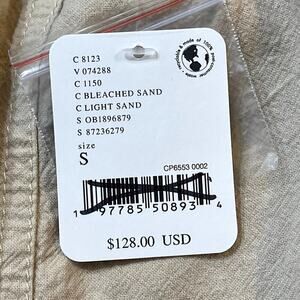 C 8123
V 074288
C 1150
C BLEACHED SAND
C LIGHT SAND
S OB1896879
S 87236279
size
S
CP6553 0002
1 97785 50893 4
$128.00 USD